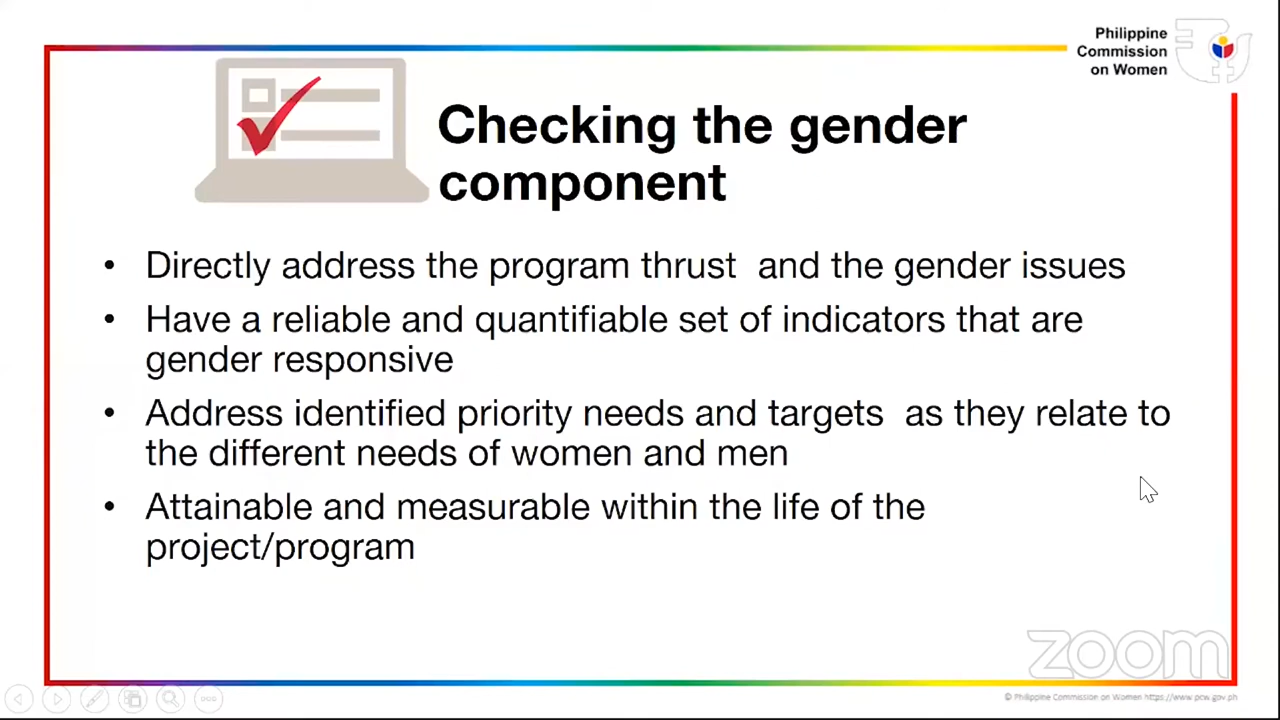 Philippine
Commission
on Women
Checking the gender
component
• Directly address the program thrust  and the gender issues
• Have a reliable and quantifiable set of indicators that are
gender responsive
• Address identified priority needs and targets  as they relate to
the different needs of women and men
• Attainable and measurable within the life of the
project/program
zoom
© Philippine Commission on Women https://www.pcw.gov.ph